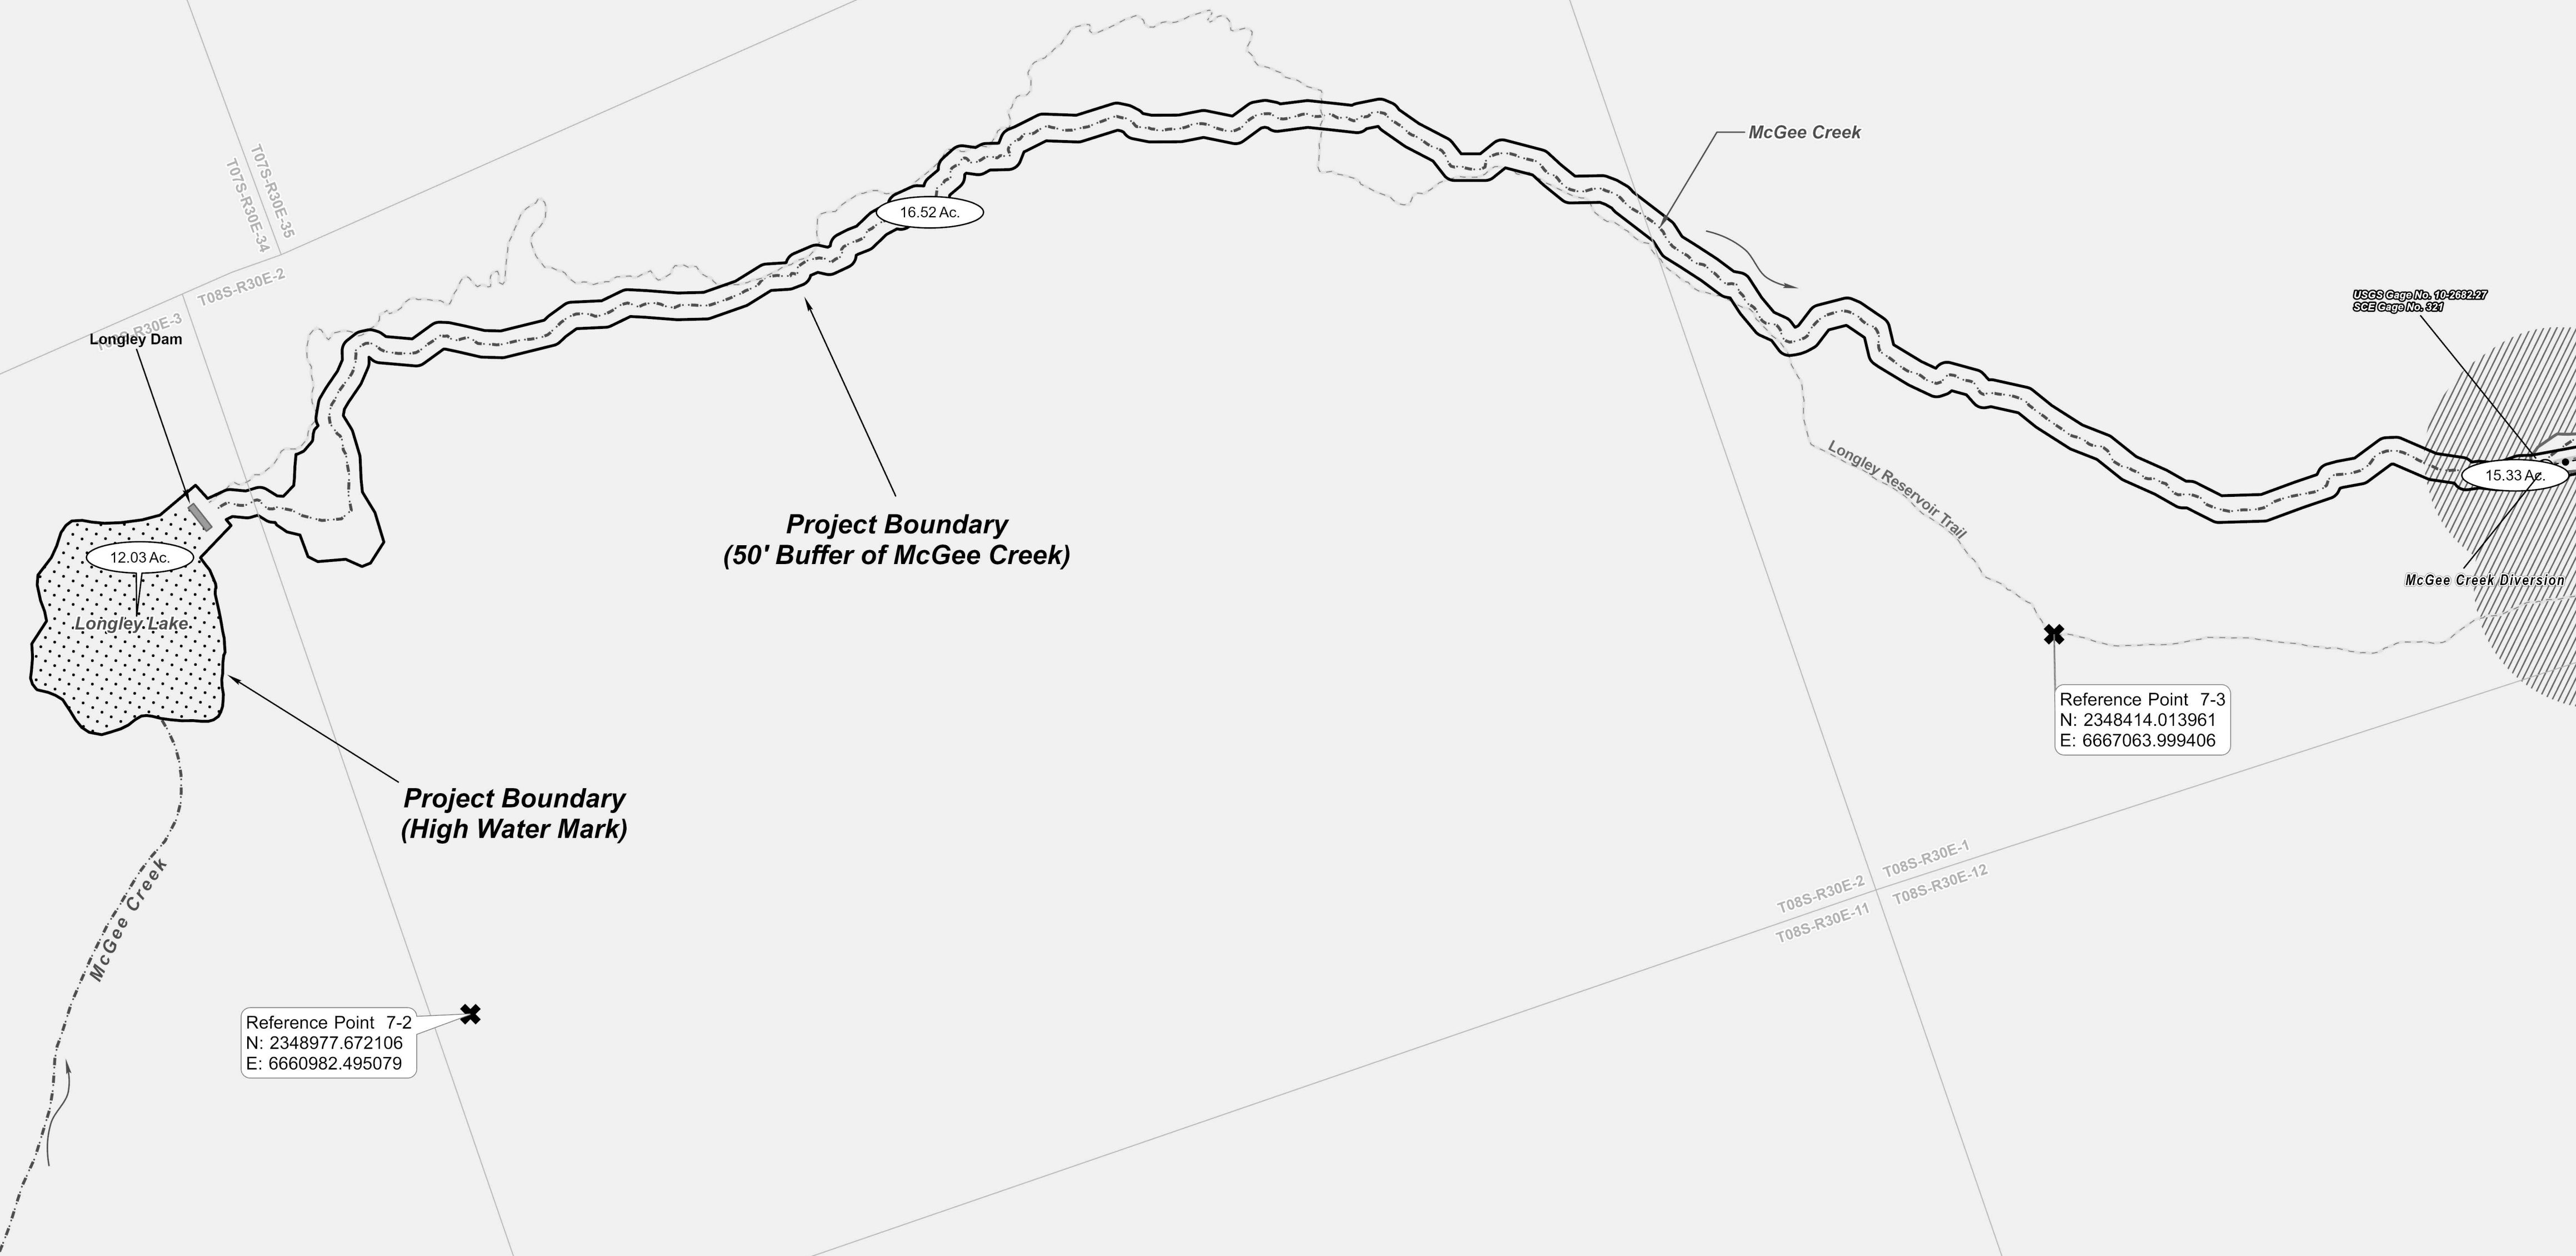 McGee Creek
T07S-R30E-35
T07S-R30E-34
T08S-R30E-2
T08S-R30E-3
Longley Dam
16.52 Ac.
USGS Gage No. 10-2682.27
SCE Gage No. 321
15.33 Ac.
Longley Reservoir Trail
Project Boundary
(50' Buffer of McGee Creek)
12.03 Ac.
Longley Lake
McGee Creek Diversion
Reference Point 7-3
N: 2348414.013961
E: 6667063.999406
Project Boundary
(High Water Mark)
McGee Creek
T08S-R30E-1
T08S-R30E-2
T08S-R30E-12
T08S-R30E-11
Reference Point 7-2
N: 2348977.672106
E: 6660982.495079